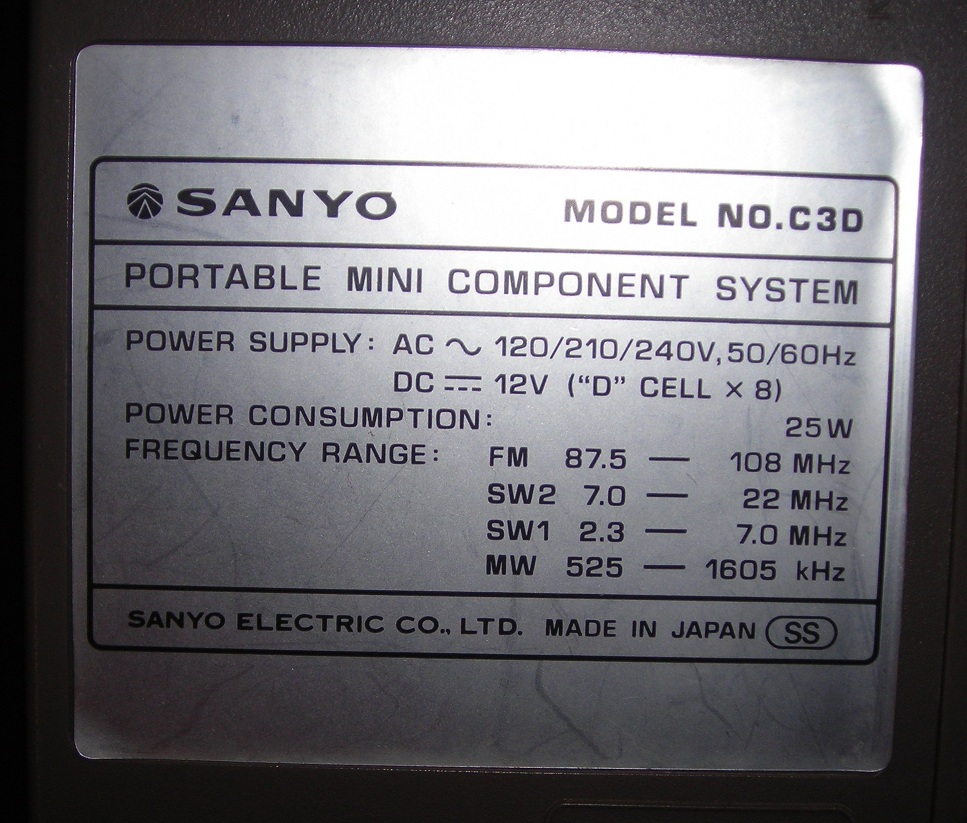 SANYO MODEL NO.C3D
PORTABLE MINI COMPONENT SYSTEM
POWER SUPPLY: AC ∿ 120/210/240V, 50/60Hz
DC ⎓ 12V ("D" CELL × 8)
POWER CONSUMPTION: 25W
FREQUENCY RANGE: FM 87.5 — 108 MHz
SW2 7.0 — 22 MHz
SW1 2.3 — 7.0 MHz
MW 525 — 1605 kHz
SANYO ELECTRIC CO., LTD. MADE IN JAPAN SS